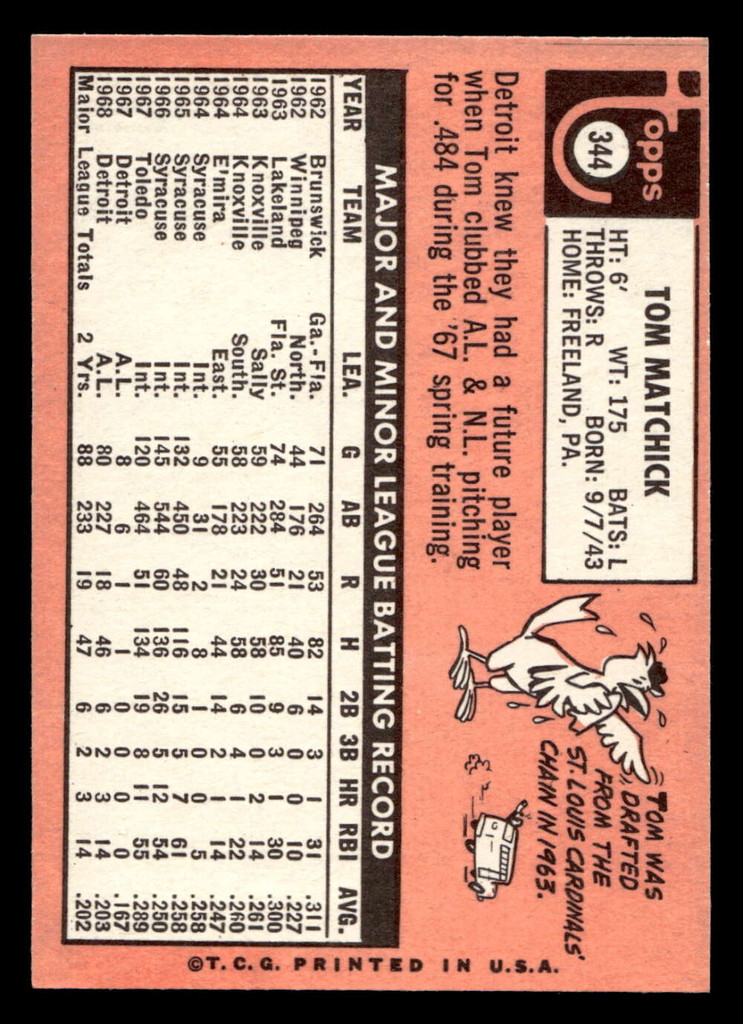 Topps
344
TOM MATCHICK
HT: 6' WT: 175 BATS: L
THROWS: R BORN: 9/7/43
HOME: FREELAND, PA.
Detroit knew they had a future player
when Tom clubbed A.L. & N.L. pitching
for .484 during the '67 spring training.
TOM WAS
DRAFTED
FROM THE
ST. LOUIS CARDINALS'
CHAIN IN 1963.
MAJOR AND MINOR LEAGUE BATTING RECORD
YEAR TEAM LEA. G AB R H 2B 3B HR RBI AVG.
1962 Brunswick Ga.-Fla. 71 264 53 82 14 3 1 31 .311
1962 Winnipeg North. 44 176 21 40 6 0 0 10 .227
1963 Lakeland Fla. St. 74 284 51 85 9 3 1 30 .300
1963 Knoxville Sally 59 222 30 58 10 0 2 14 .261
1964 Knoxville South. 58 223 24 58 6 4 1 22 .260
1964 E'mira East. 55 178 21 44 14 2 1 14 .247
1964 Syracuse Int. 9 31 2 8 1 0 0 5 .258
1965 Syracuse Int. 132 450 48 116 15 5 7 61 .258
1966 Syracuse Int. 145 544 60 136 26 5 12 54 .250
1967 Toledo Int. 120 464 51 134 19 8 11 55 .289
1967 Detroit A.L. 8 6 1 1 0 0 0 0 .167
1968 Detroit A.L. 80 227 18 46 6 2 3 14 .203
Major League Totals 2 Yrs. 88 233 19 47 6 2 3 14 .202
©T.C.G. PRINTED IN U.S.A.